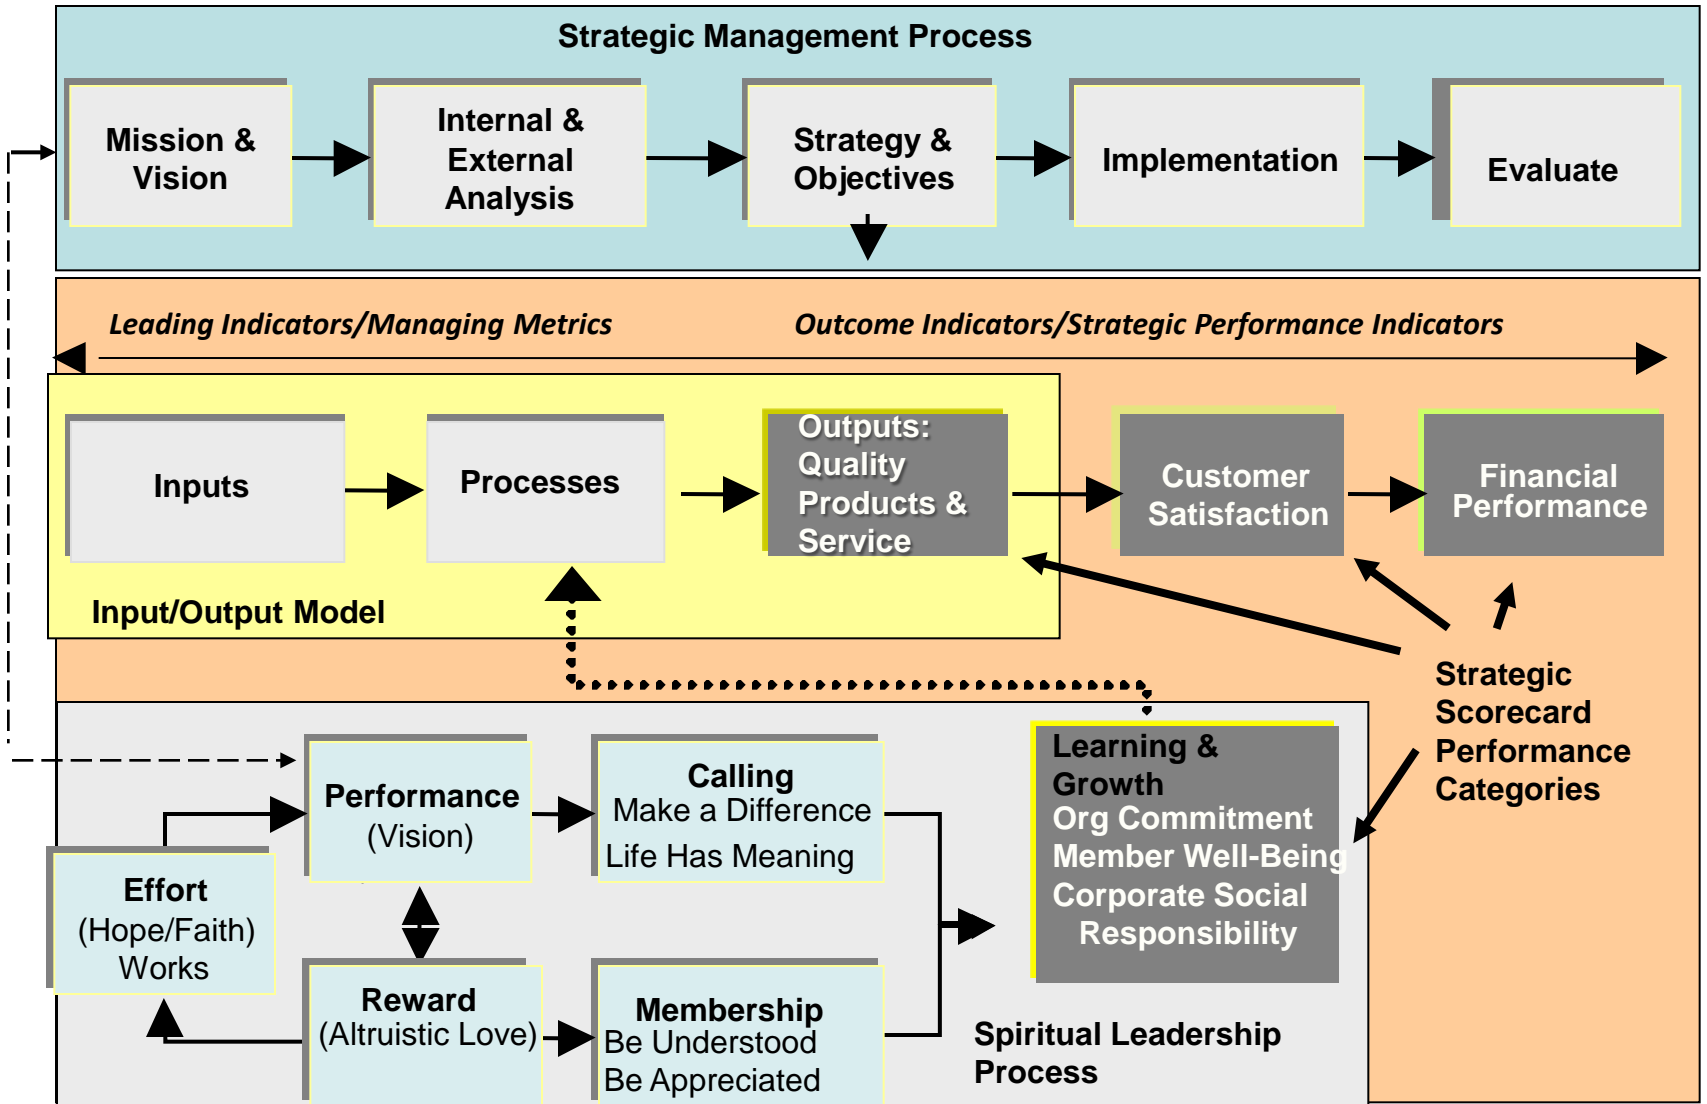 Strategic Management Process
Mission &
Vision
Internal &
External
Analysis
Strategy &
Objectives
Implementation
Evaluate
Leading Indicators/Managing Metrics
Outcome Indicators/Strategic Performance Indicators
Inputs
Processes
Outputs:
Quality
Products &
Service
Customer
Satisfaction
Financial
Performance
Input/Output Model
Strategic
Scorecard
Performance
Categories
Performance
(Vision)
Calling
Make a Difference
Life Has Meaning
Learning &
Growth
Org Commitment
Member Well-Being
Corporate Social
Responsibility
Effort
(Hope/Faith)
Works
Reward
(Altruistic Love)
Membership
Be Understood
Be Appreciated
Spiritual Leadership
Process